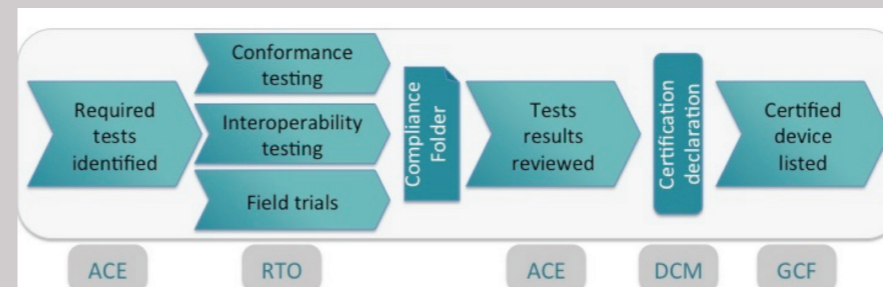 Required
tests
identified
Conformance
testing
Interoperability
testing
Field trials
Compliance
Folder
Tests
results
reviewed
Certification
declaration
Certified
device
listed
ACE
RTO
ACE
DCM
GCF